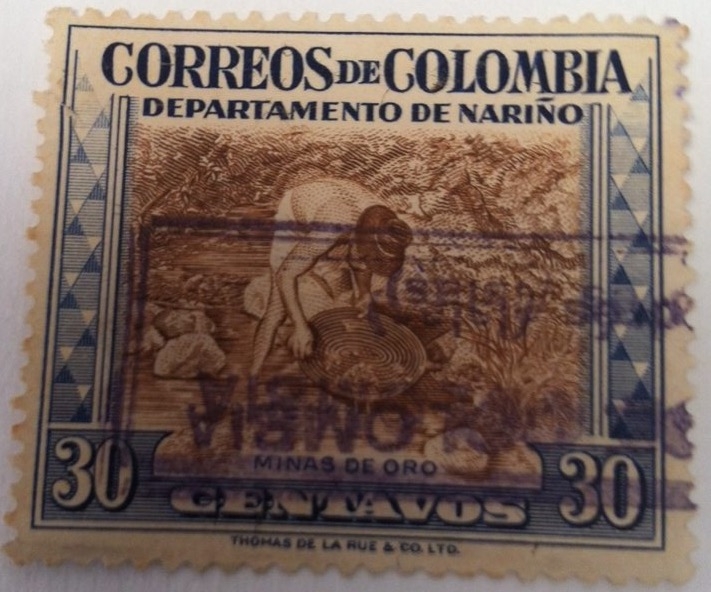 CORREOS DE COLOMBIA
DEPARTAMENTO DE NARIÑO
MINAS DE ORO
30 CENTAVOS 30
THOMAS DE LA RUE & CO. LTD.